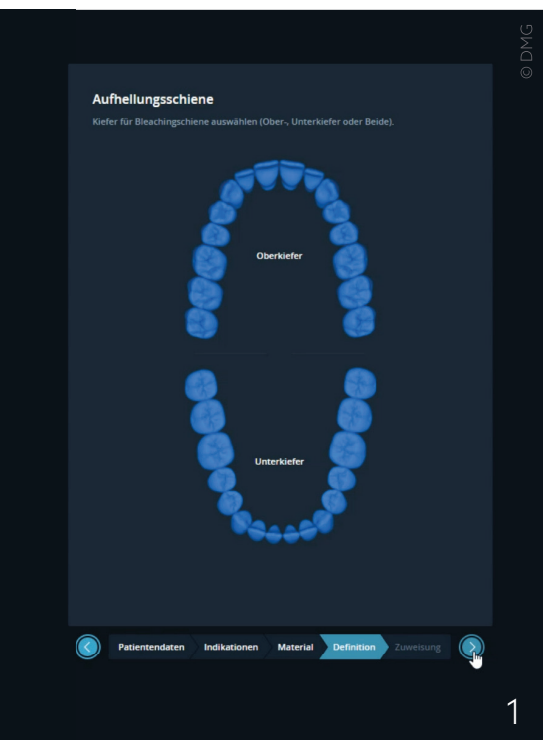 © DMG
Aufhellungsschiene
Kiefer für Bleachingschiene auswählen (Ober-, Unterkiefer oder Beide).
Oberkiefer
Unterkiefer
Patientendaten Indikationen Material Definition Zuweisung
1